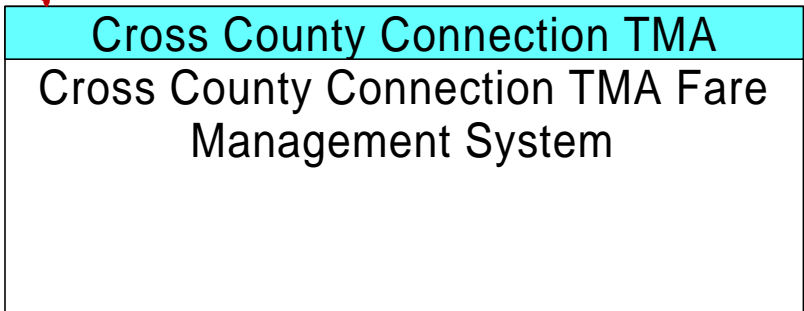 Cross County Connection TMA
Cross County Connection TMA Fare
Management System